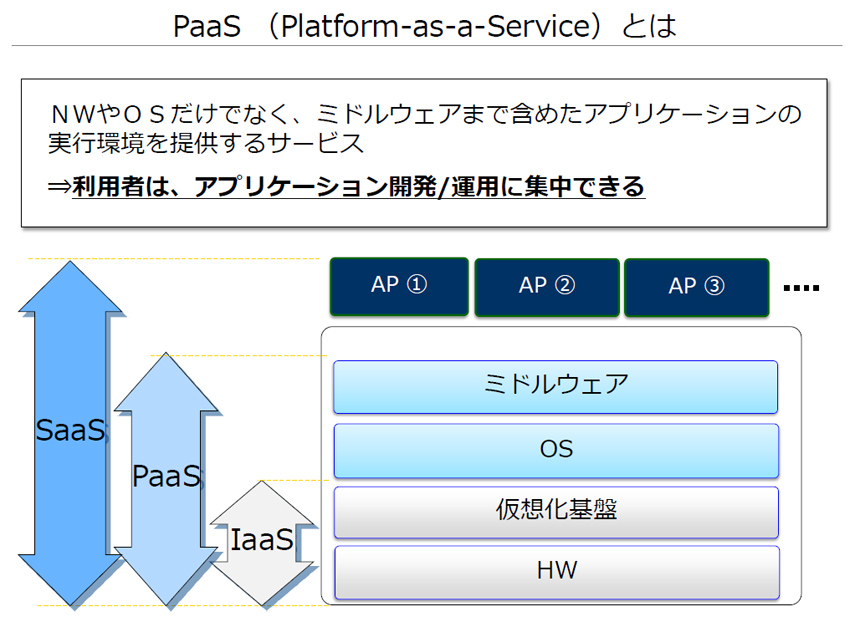 PaaS （Platform-as-a-Service）とは
ＮＷやＯＳだけでなく、ミドルウェアまで含めたアプリケーションの
実行環境を提供するサービス
⇒利用者は、アプリケーション開発/運用に集中できる
AP ①
AP ②
AP ③
････
ミドルウェア
SaaS
OS
PaaS
仮想化基盤
IaaS
HW